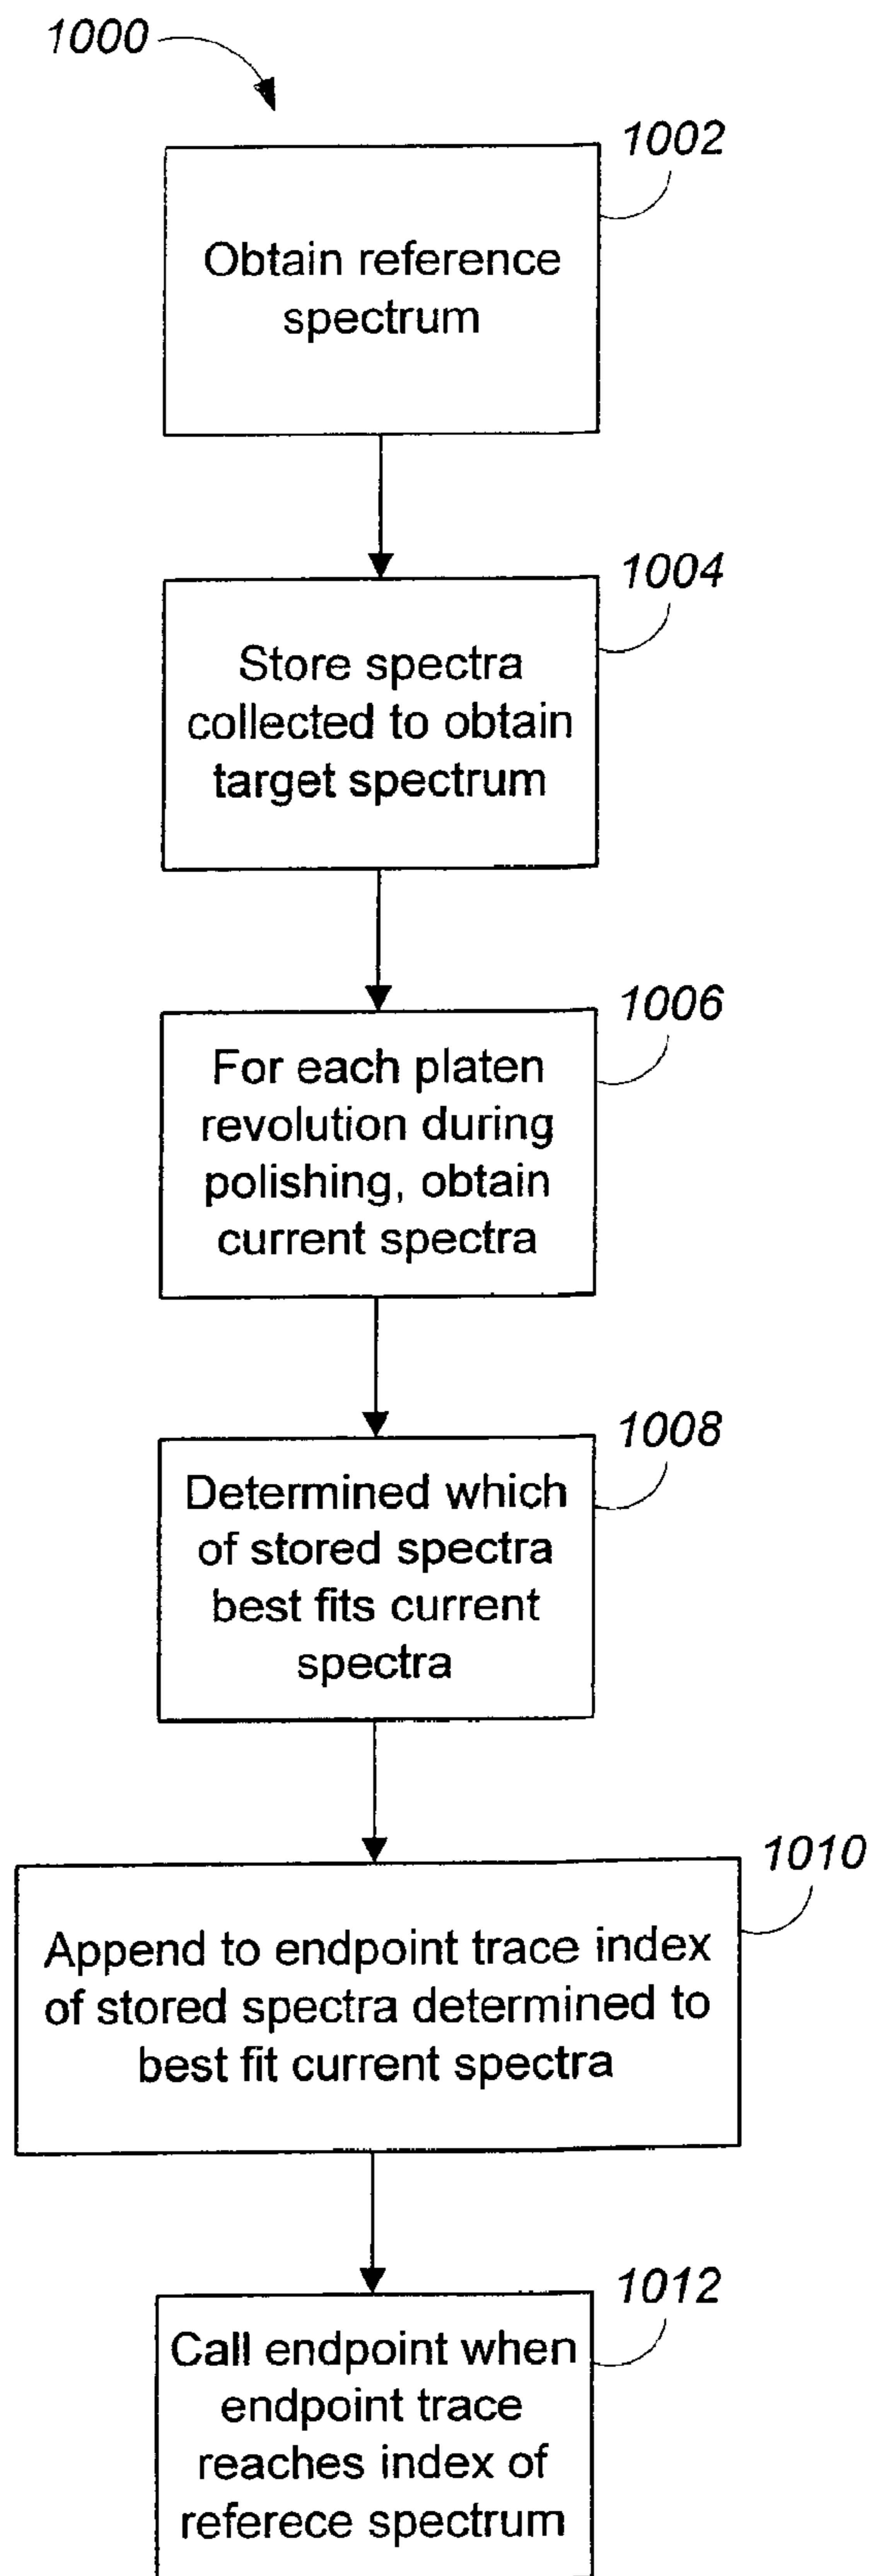 1000
1002
Obtain reference
spectrum
1004
Store spectra
collected to obtain
target spectrum
1006
For each platen
revolution during
polishing, obtain
current spectra
1008
Determined which
of stored spectra
best fits current
spectra
1010
Append to endpoint trace index
of stored spectra determined to
best fit current spectra
1012
Call endpoint when
endpoint trace
reaches index of
referece spectrum